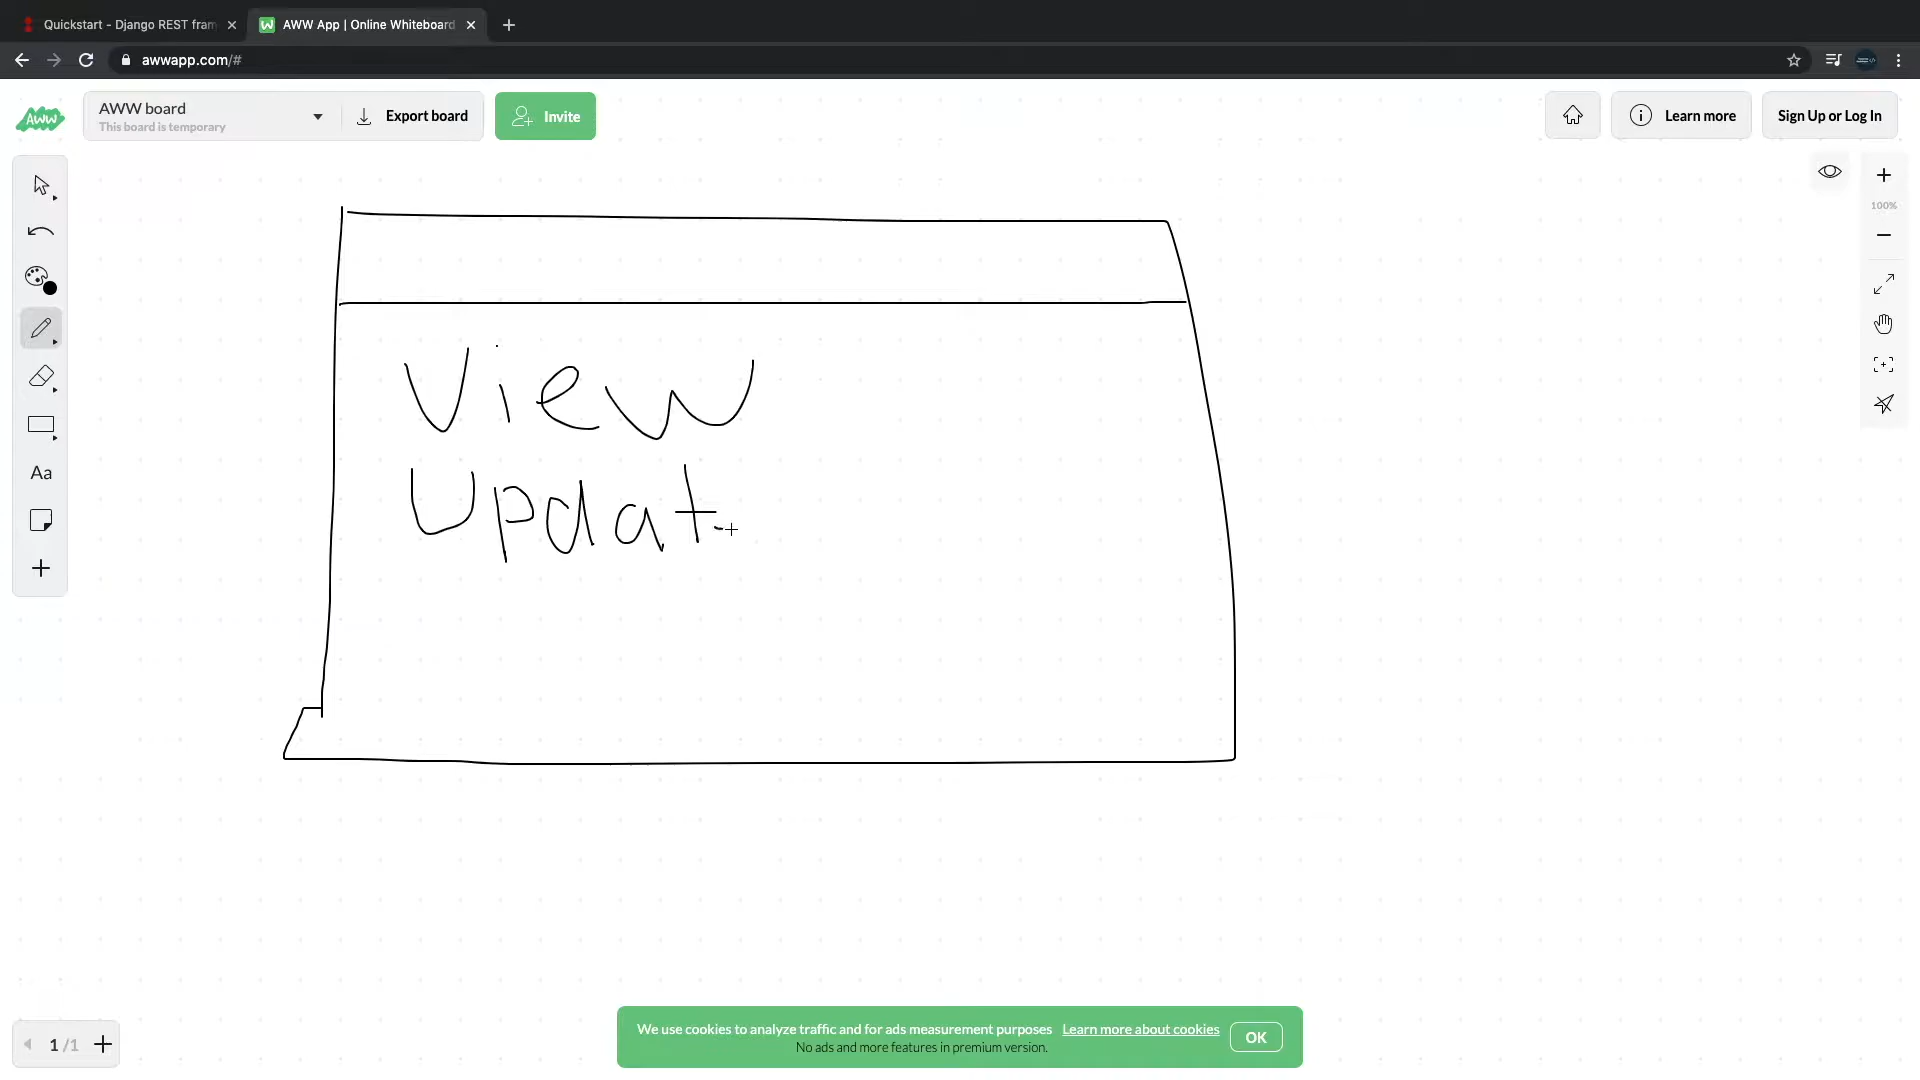 Quickstart - Django REST fram
AWW App | Online Whiteboard
awwapp.com/#
AWW
AWW board
This board is temporary
Export board
Invite
Learn more
Sign Up or Log In
100%
View
Updat
Aa
We use cookies to analyze traffic and for ads measurement purposes Learn more about cookies
No ads and more features in premium version.
OK
1/1